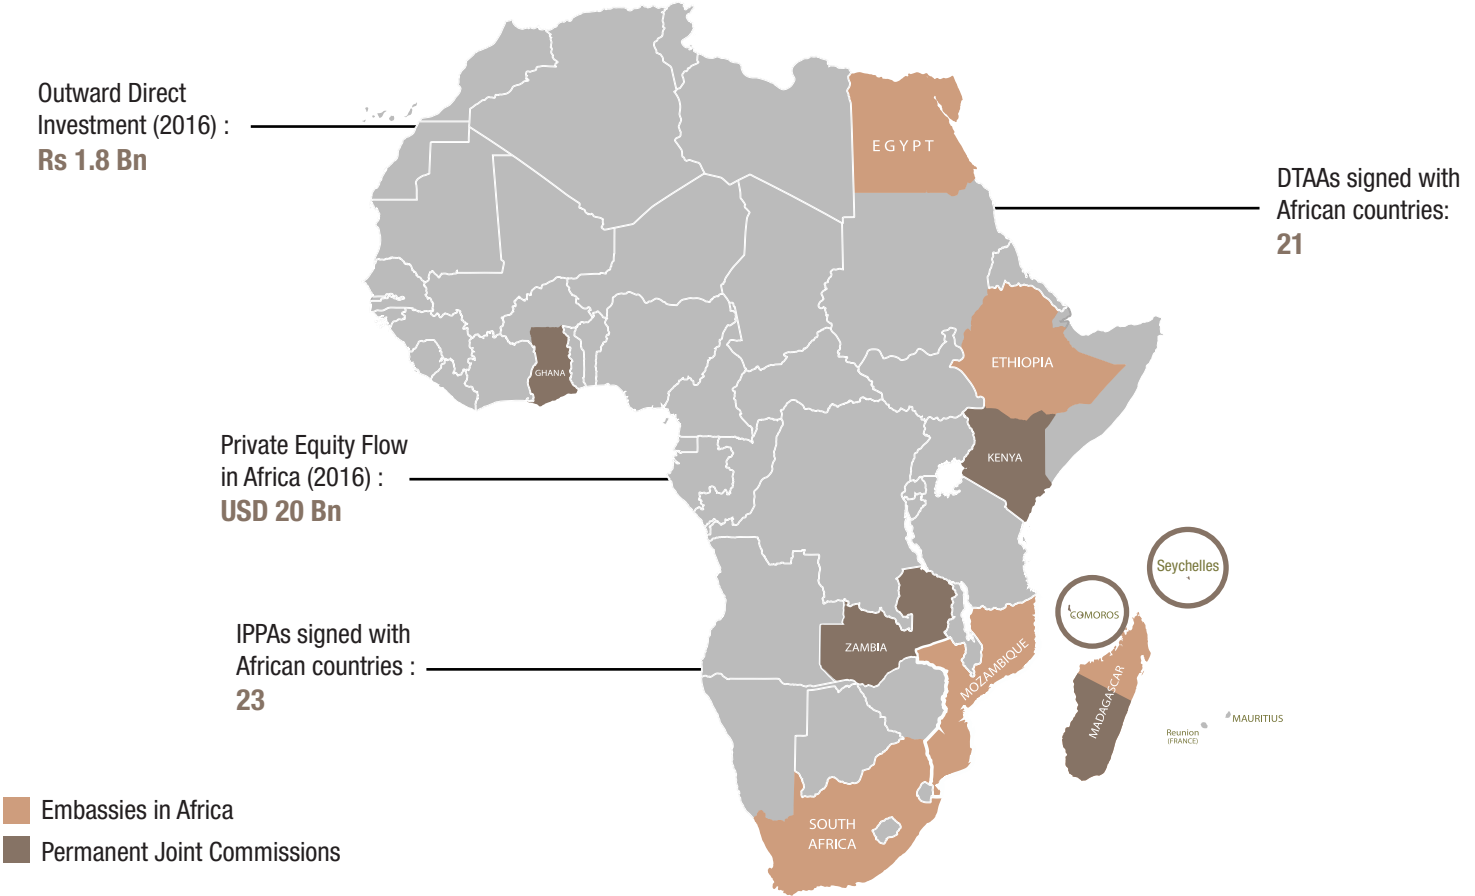 Outward Direct
Investment (2016) :
Rs 1.8 Bn
EGYPT
DTAAs signed with
African countries:
21
ETHIOPIA
GHANA
Private Equity Flow
in Africa (2016) :
USD 20 Bn
KENYA
Seychelles
COMOROS
IPPAs signed with
African countries :
23
ZAMBIA
MOZAMBIQUE
MADAGASCAR
MAURITIUS
Reunion
(FRANCE)
SOUTH
AFRICA
Embassies in Africa
Permanent Joint Commissions